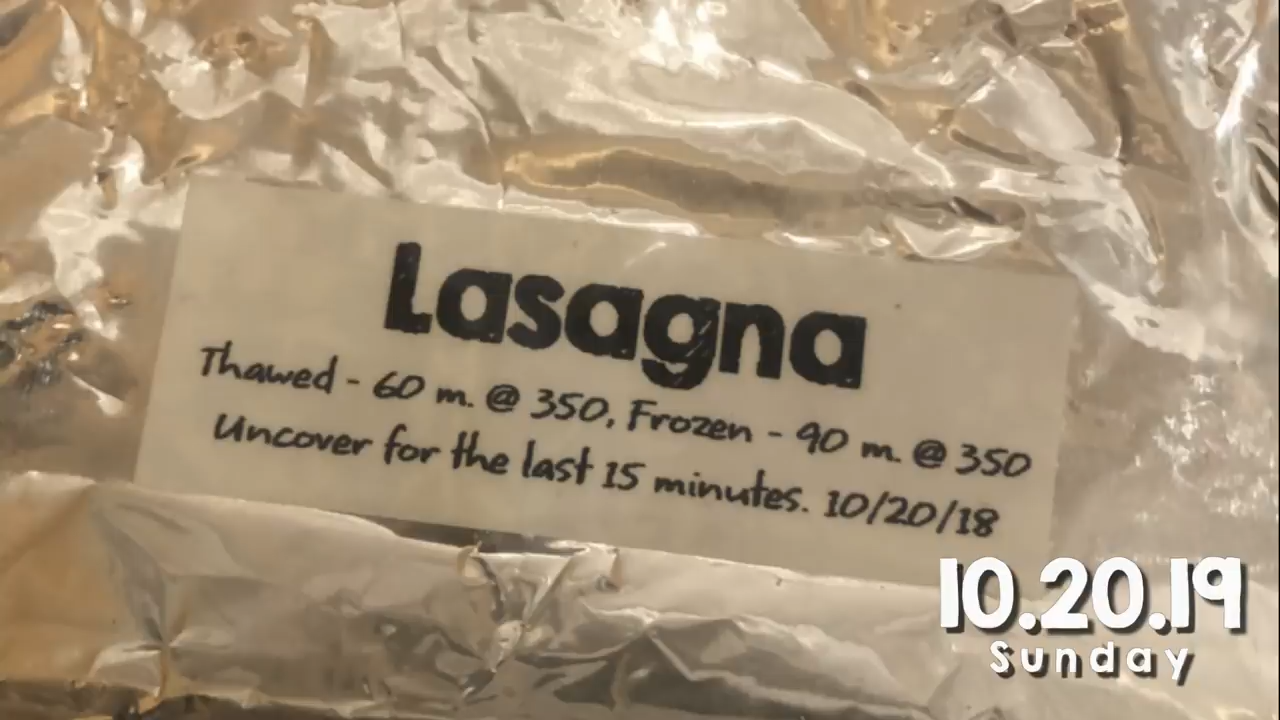 Lasagna
Thawed - 60 m. @ 350, Frozen - 90 m. @ 350
Uncover for the last 15 minutes. 10/20/18
10.20.19
Sunday